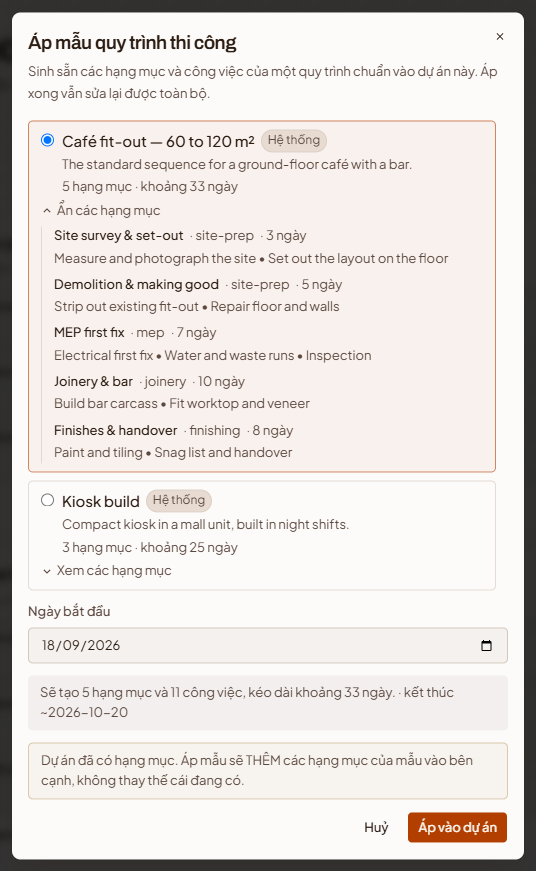 Áp mẫu quy trình thi công
×
Sinh sẵn các hạng mục và công việc của một quy trình chuẩn vào dự án này. Áp
xong vẫn sửa lại được toàn bộ.
Café fit-out — 60 to 120 m² Hệ thống
The standard sequence for a ground-floor café with a bar.
5 hạng mục · khoảng 33 ngày
Ẩn các hạng mục
Site survey & set-out · site-prep · 3 ngày
Measure and photograph the site • Set out the layout on the floor
Demolition & making good · site-prep · 5 ngày
Strip out existing fit-out • Repair floor and walls
MEP first fix · mep · 7 ngày
Electrical first fix • Water and waste runs • Inspection
Joinery & bar · joinery · 10 ngày
Build bar carcass • Fit worktop and veneer
Finishes & handover · finishing · 8 ngày
Paint and tiling • Snag list and handover
Kiosk build Hệ thống
Compact kiosk in a mall unit, built in night shifts.
3 hạng mục · khoảng 25 ngày
Xem các hạng mục
Ngày bắt đầu
18/09/2026
Sẽ tạo 5 hạng mục và 11 công việc, kéo dài khoảng 33 ngày. · kết thúc
~2026-10-20
Dự án đã có hạng mục. Áp mẫu sẽ THÊM các hạng mục của mẫu vào bên
cạnh, không thay thế cái đang có.
Huỷ
Áp vào dự án